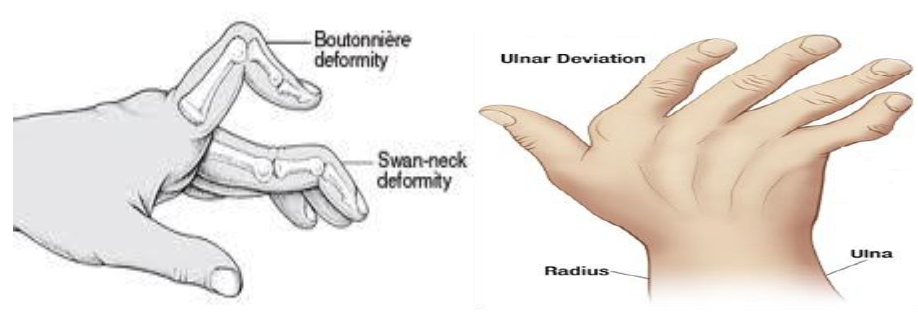 Boutonnière
deformity
Swan-neck
deformity
Ulnar Deviation
Radius
Ulna